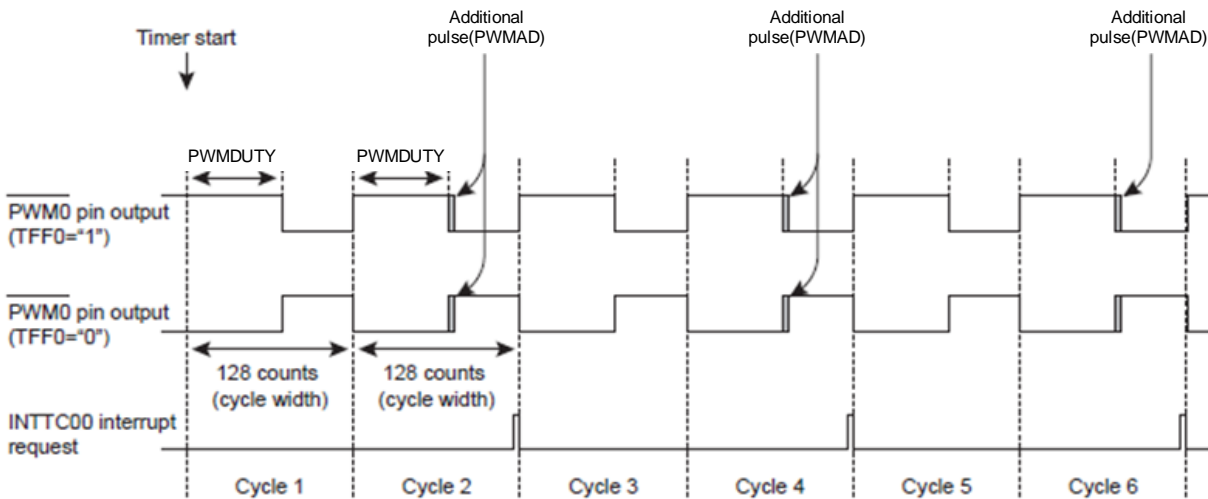 Additional
pulse(PWMAD)
Additional
pulse(PWMAD)
Additional
pulse(PWMAD)
Timer start
PWMDUTY
PWMDUTY
PWM0 pin output
(TFF0="1")
PWM0 pin output
(TFF0="0")
128 counts
(cycle width)
128 counts
(cycle width)
INTTC00 interrupt
request
Cycle 1
Cycle 2
Cycle 3
Cycle 4
Cycle 5
Cycle 6